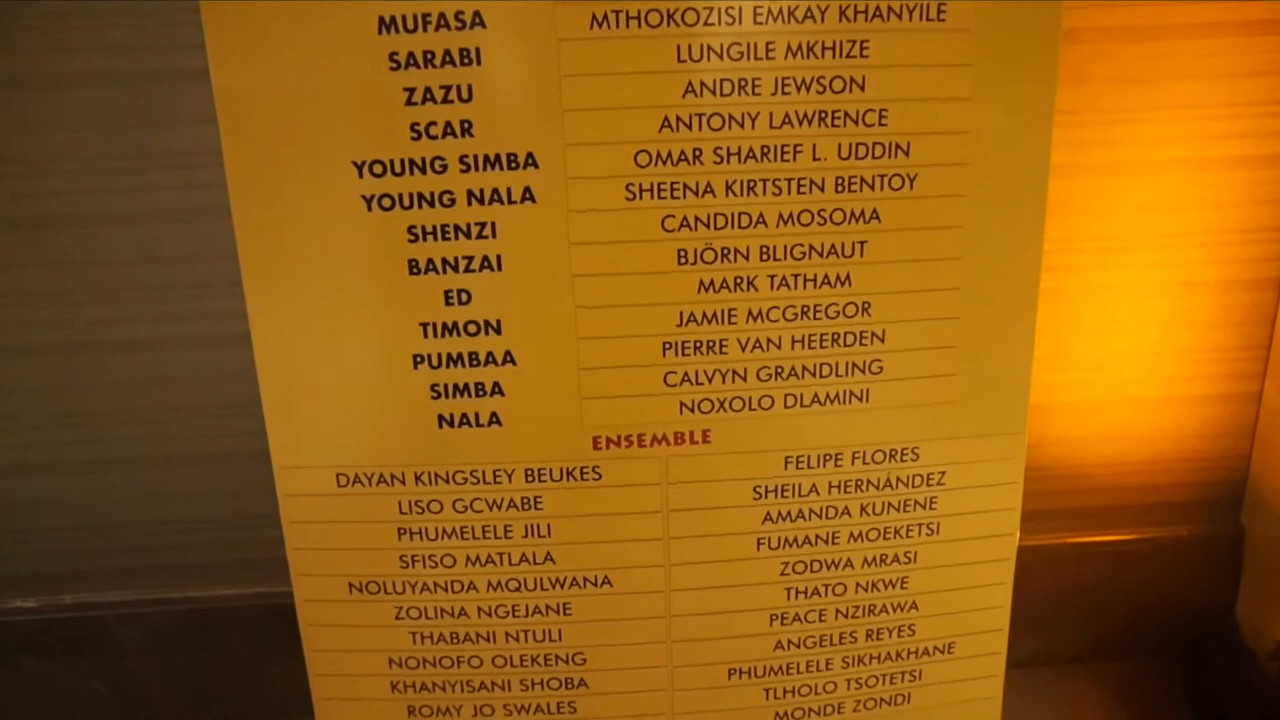 MUFASA MTHOKOZISI EMKAY KHANYILE
SARABI LUNGILE MKHIZE
ZAZU ANDRE JEWSON
SCAR ANTONY LAWRENCE
YOUNG SIMBA OMAR SHARIEF L. UDDIN
YOUNG NALA SHEENA KIRTSTEN BENTOY
SHENZI CANDIDA MOSOMA
BANZAI BJÖRN BLIGNAUT
ED MARK TATHAM
TIMON JAMIE MCGREGOR
PUMBAA PIERRE VAN HEERDEN
SIMBA CALVYN GRANDLING
NALA NOXOLO DLAMINI
ENSEMBLE
DAYAN KINGSLEY BEUKES FELIPE FLORES
LISO GCWABE SHEILA HERNÁNDEZ
PHUMELELE JILI AMANDA KUNENE
SFISO MATLALA FUMANE MOEKETSI
NOLUYANDA MQULWANA ZODWA MRASI
ZOLINA NGEJANE THATO NKWE
THABANI NTULI PEACE NZIRAWA
NONOFO OLEKENG ANGELES REYES
KHANYISANI SHOBA PHUMELELE SIKHAKHANE
ROMY JO SWALES TLHOLO TSOTETSI
MONDE ZONDI